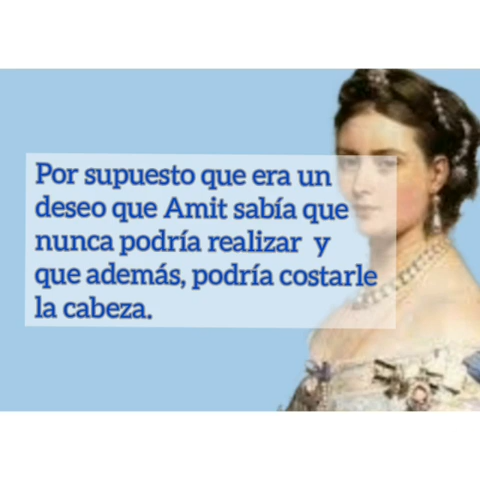 Por supuesto que era un
deseo que Amit sabía que
nunca podría realizar y
que además, podría costarle
la cabeza.